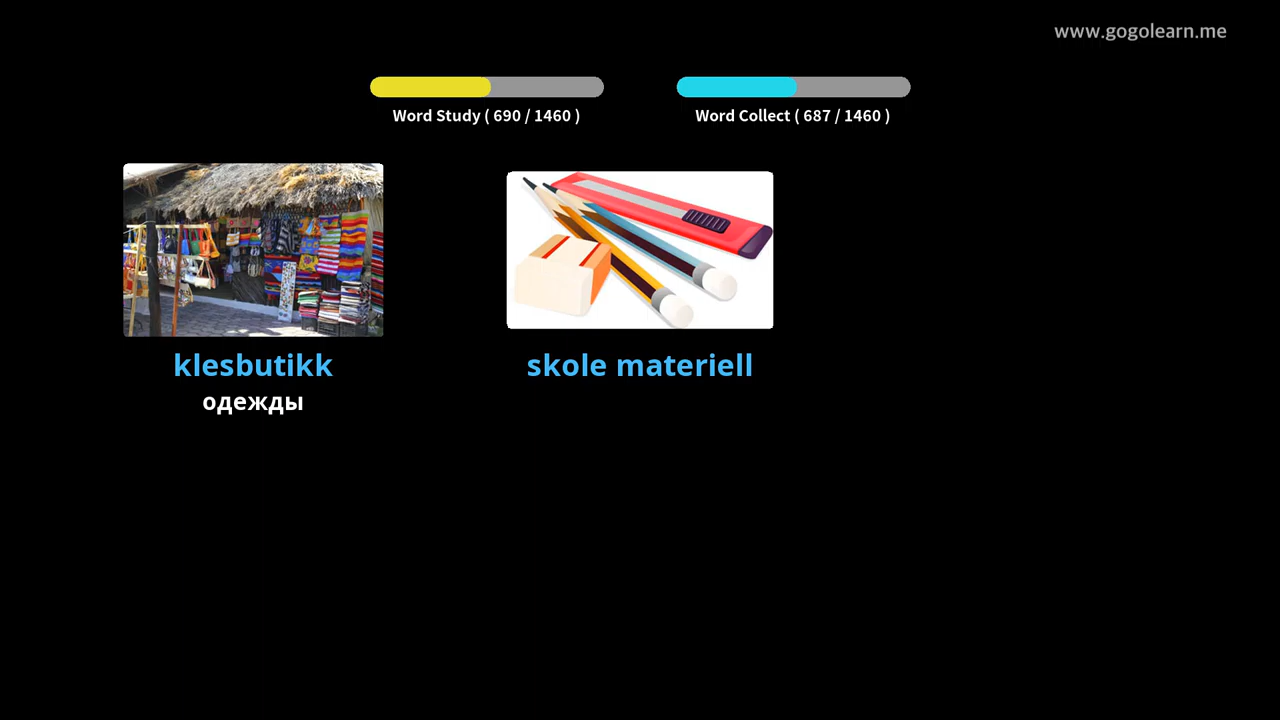 www.gogolearn.me
Word Study ( 690 / 1460 )
Word Collect ( 687 / 1460 )
klesbutikk
одежды
skole materiell